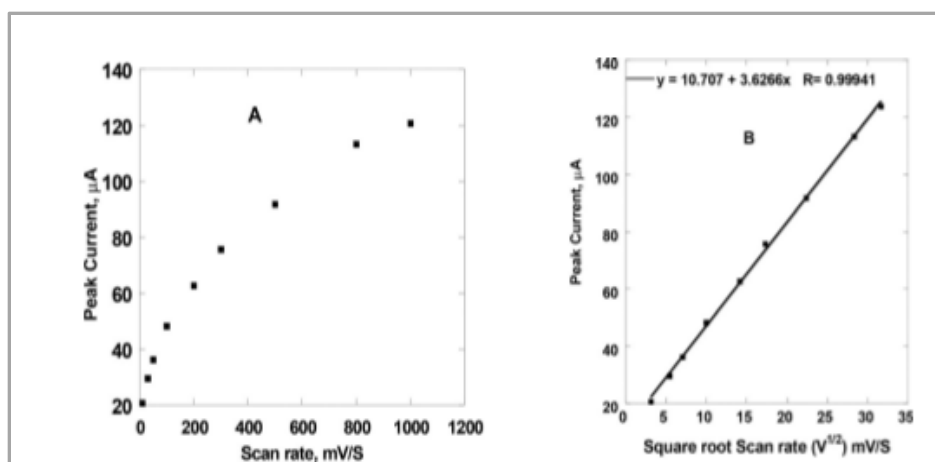 140
120
100
80
60
40
20
A
Peak Current, μA
0 200 400 600 800 1000 1200
Scan rate, mV/S
140
120
100
80
60
40
20
y = 10.707 + 3.6266x R= 0.99941
B
Peak Current, μA
0 5 10 15 20 25 30 35
Square root Scan rate (V^1/2) mV/S